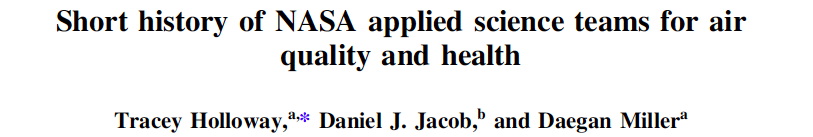 Short history of NASA applied science teams for air
quality and health
Tracey Holloway,a,* Daniel J. Jacob,b and Daegan Millera